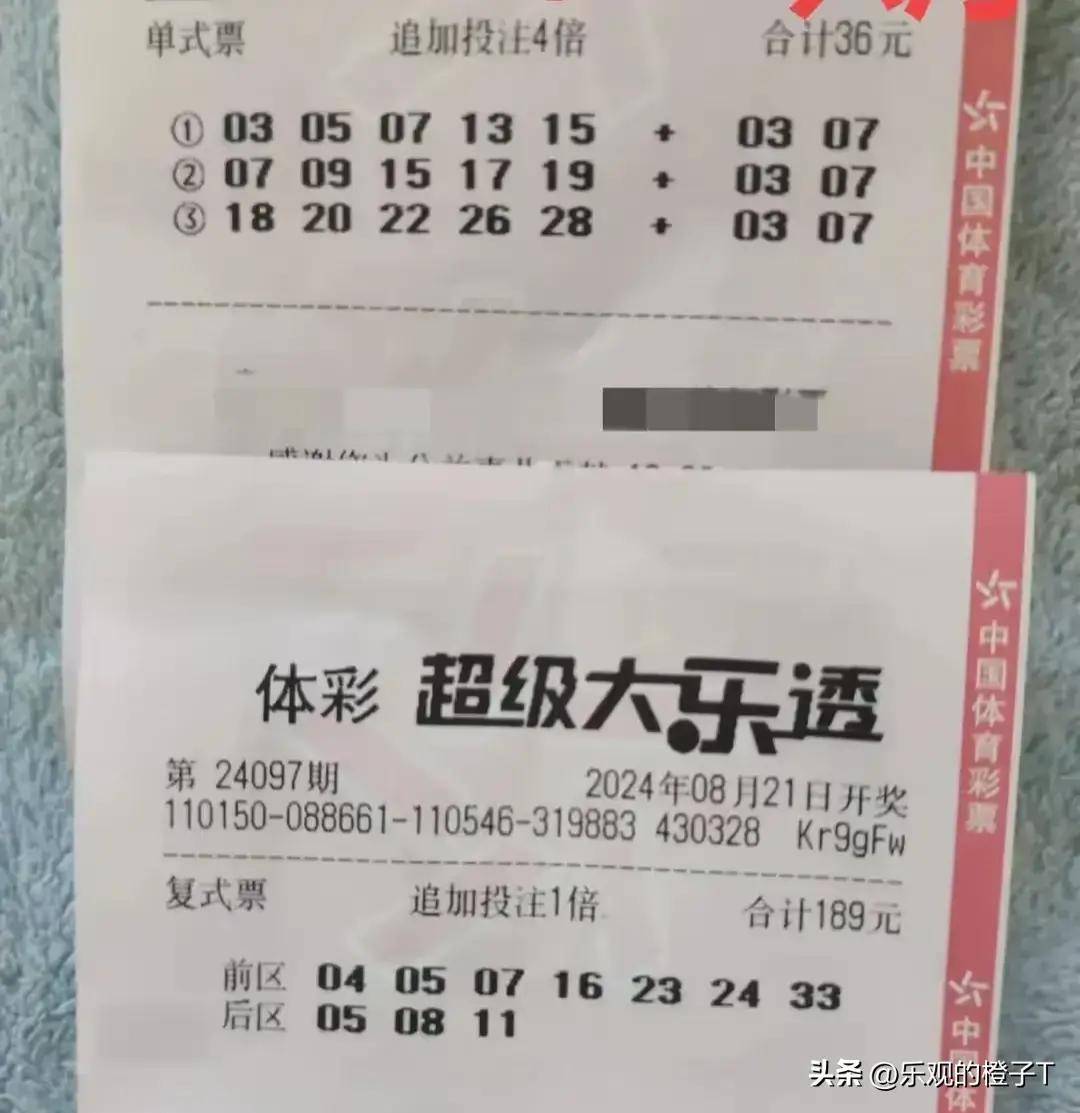 单式票 追加投注4倍 合计36元
① 03 05 07 13 15 + 03 07
② 07 09 15 17 19 + 03 07
③ 18 20 22 26 28 + 03 07
中国体育彩票
体彩 超级大乐透
第 24097期 2024年08月21日开奖
110150-088661-110546-319883 430328 Kr9gFw
复式票 追加投注1倍 合计189元
前区 04 05 07 16 23 24 33
后区 05 08 11
中国体育彩票
中国体
头条 @乐观的橙子T